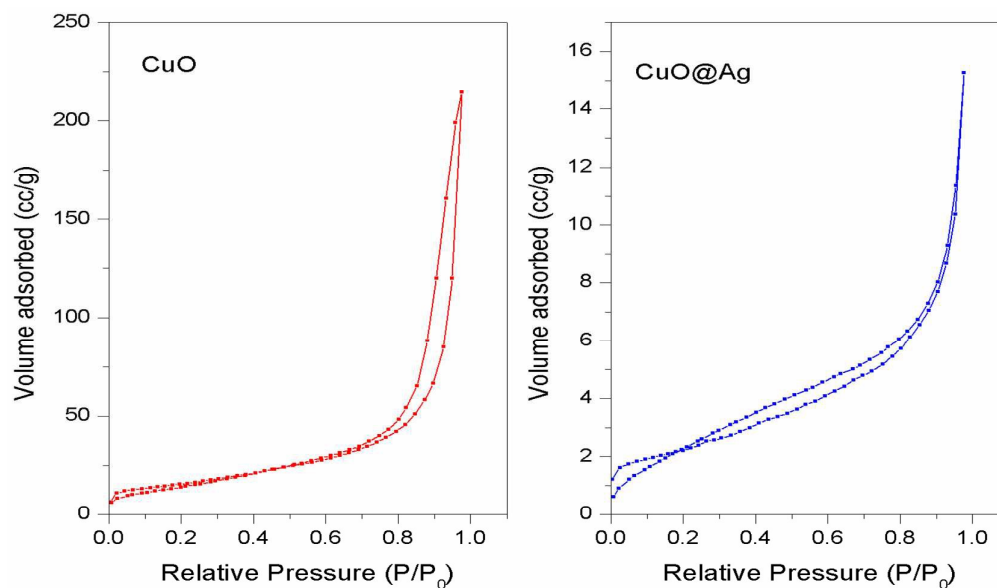 CuO
Volume adsorbed (cc/g)
250
200
150
100
50
0
0.0 0.2 0.4 0.6 0.8 1.0
Relative Pressure (P/P0)
CuO@Ag
Volume adsorbed (cc/g)
16
14
12
10
8
6
4
2
0
0.0 0.2 0.4 0.6 0.8 1.0
Relative Pressure (P/P0)